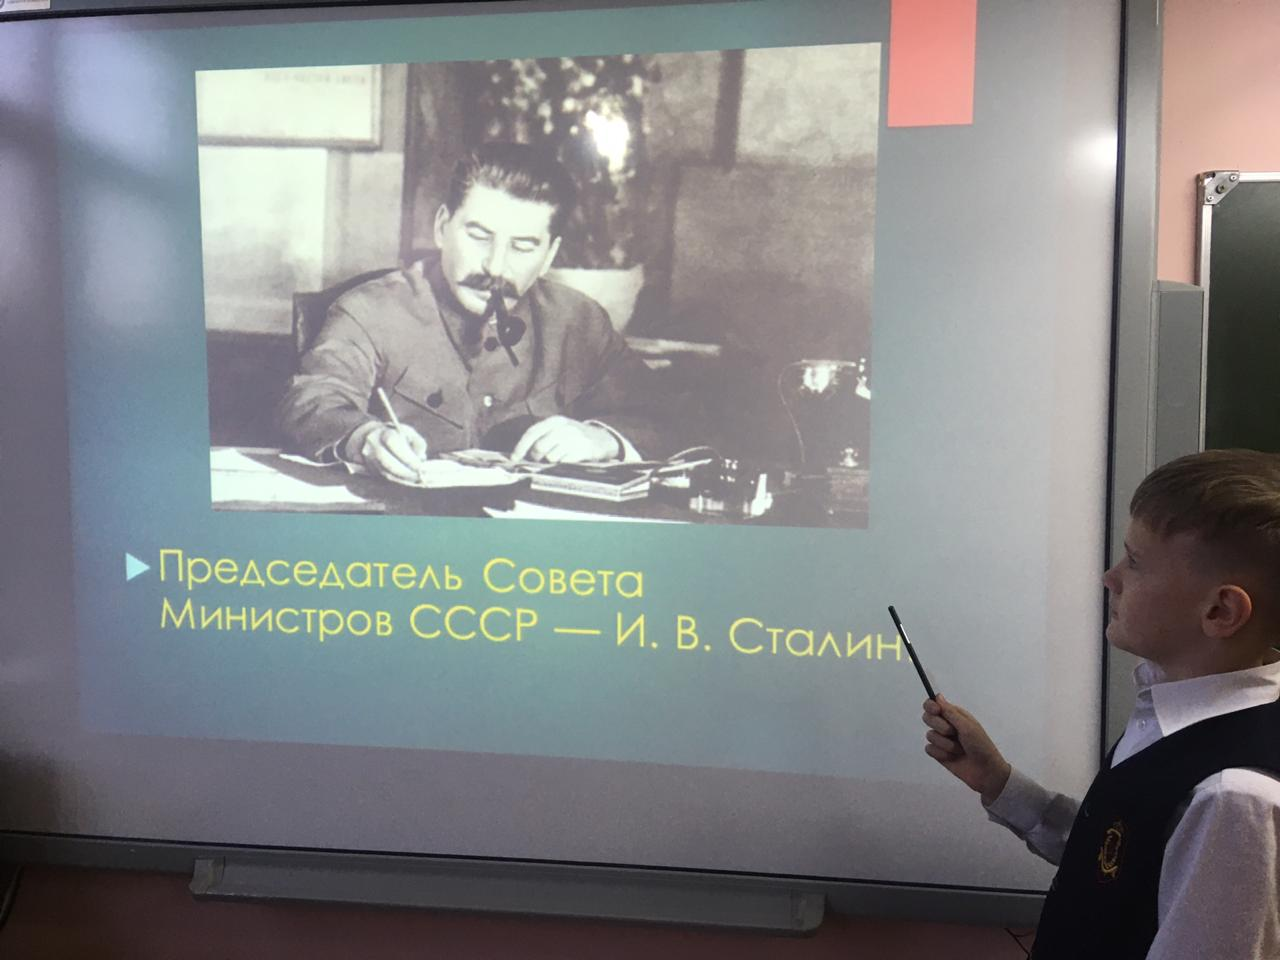 Председатель Совета
Министров СССР — И. В. Сталин.